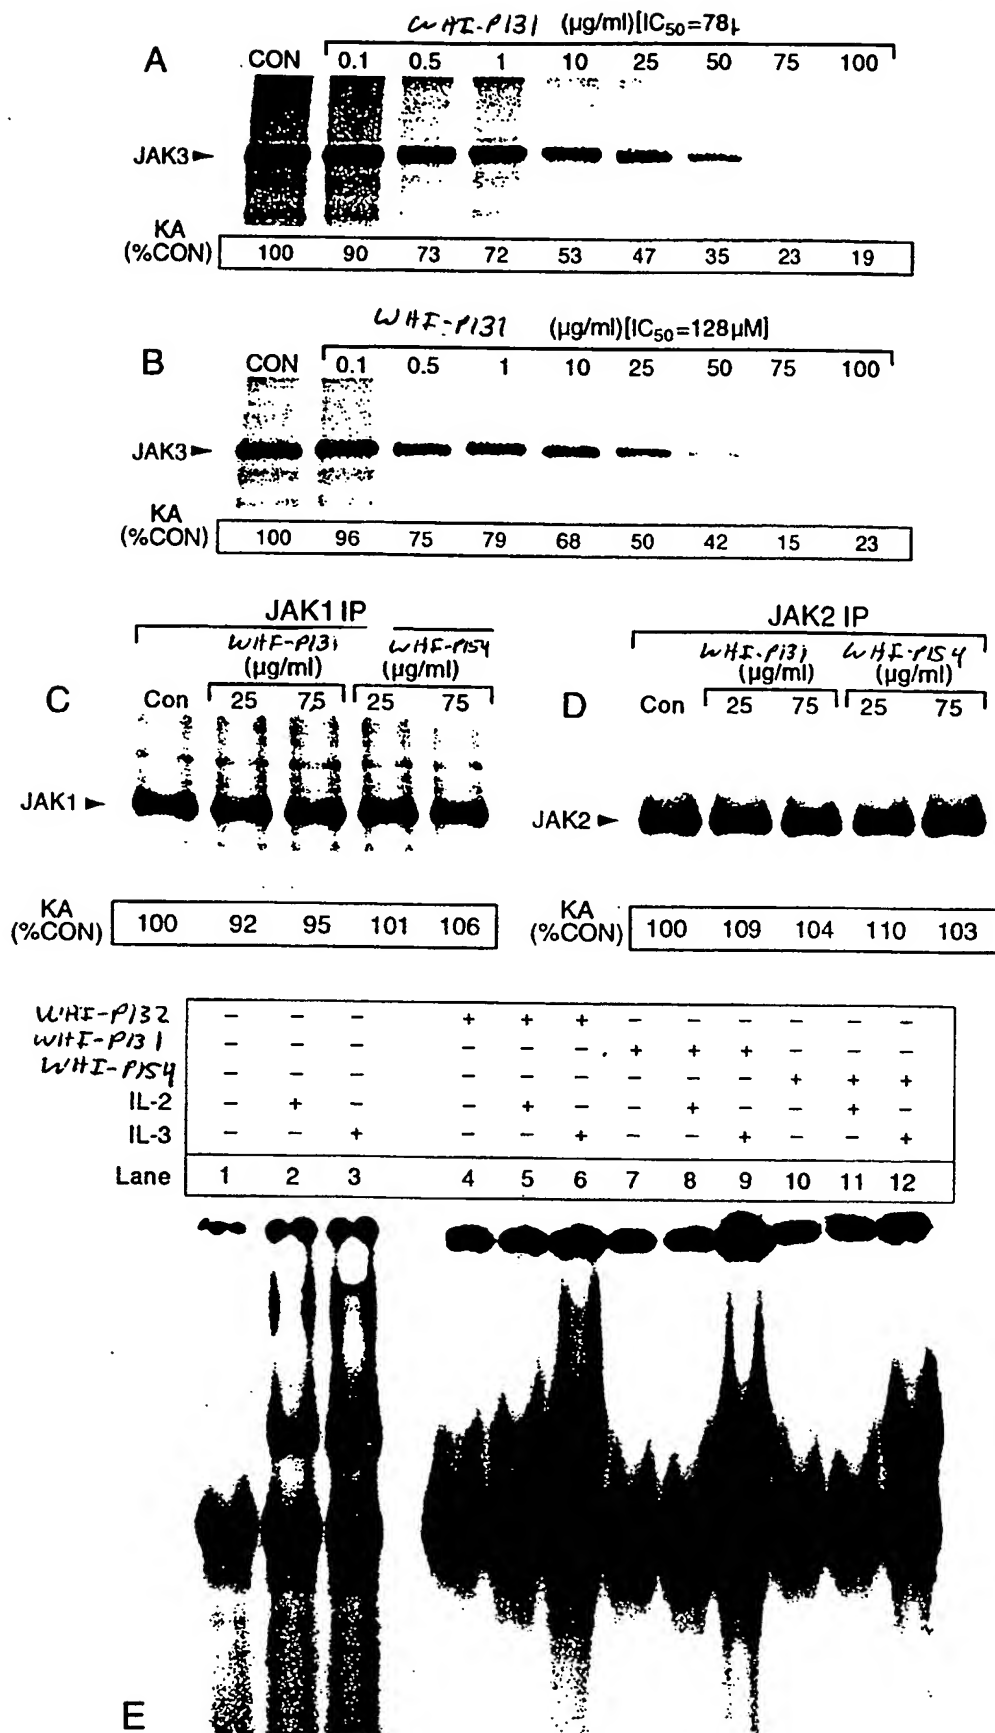 WHI-P131 (µg/ml)[IC50=78
A CON 0.1 0.5 1 10 25 50 75 100
JAK3
KA
(%CON) 100 90 73 72 53 47 35 23 19
WHI-P131 (µg/ml)[IC50=128µM]
B CON 0.1 0.5 1 10 25 50 75 100
JAK3
KA
(%CON) 100 96 75 79 68 50 42 15 23
JAK1 IP
WHI-P131 WHI-P154
(µg/ml) (µg/ml)
C Con 25 75 25 75
JAK1
KA
(%CON) 100 92 95 101 106
JAK2 IP
WHI-P131 WHI-P154
(µg/ml) (µg/ml)
D Con 25 75 25 75
JAK2
KA
(%CON) 100 109 104 110 103
WHI-P132 – – – + + + – – – – – –
WHI-P131 – – – – – – + + + – – –
WHI-P154 – – – – – – – – – + + +
IL-2 – + – – + – – + – – + –
IL-3 – – + – – + – – + – – +
Lane 1 2 3 4 5 6 7 8 9 10 11 12
E